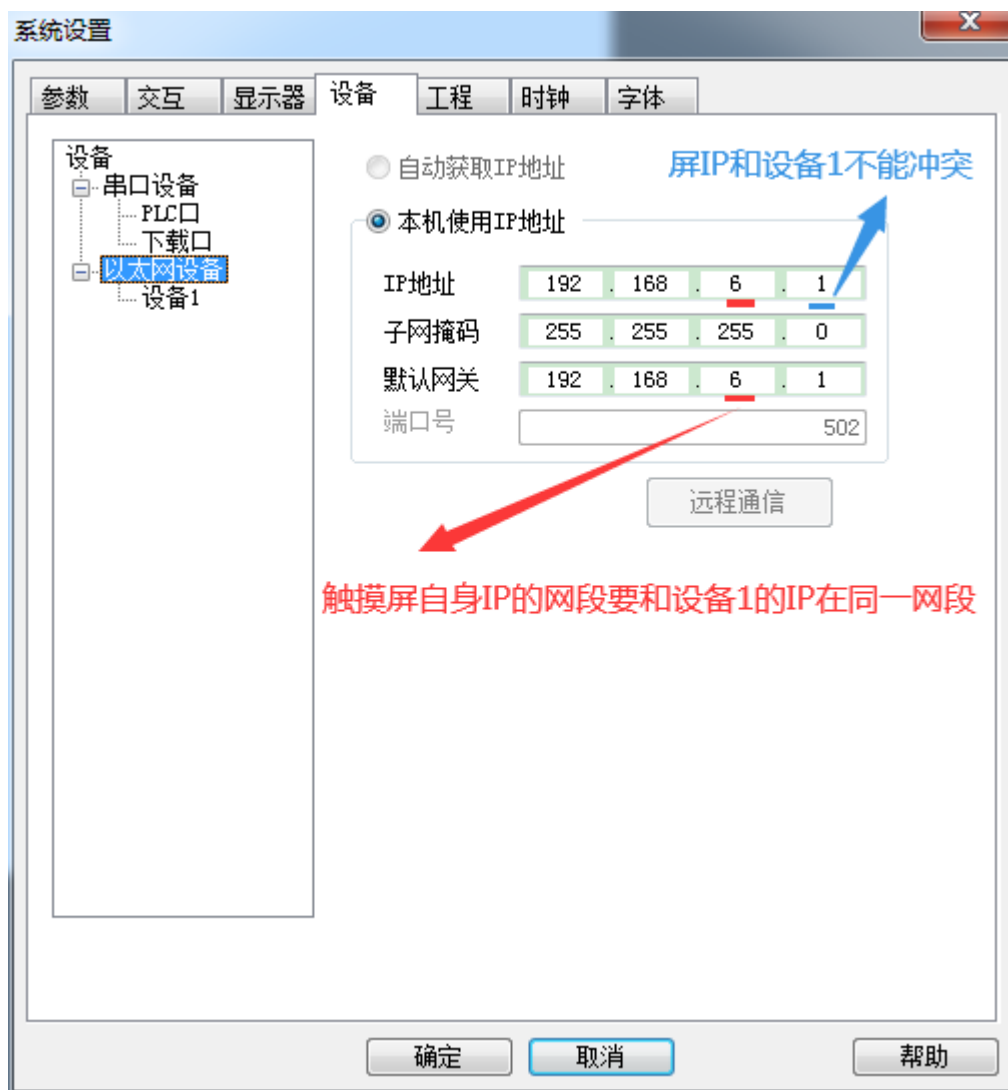 系统设置
参数 交互 显示器 设备 工程 时钟 字体
设备
串口设备
PLC口
下载口
以太网设备
设备1
自动获取IP地址
屏IP和设备1不能冲突
本机使用IP地址
IP地址 192 . 168 . 6 . 1
子网掩码 255 . 255 . 255 . 0
默认网关 192 . 168 . 6 . 1
端口号 502
远程通信
触摸屏自身IP的网段要和设备1的IP在同一网段
确定 取消 帮助